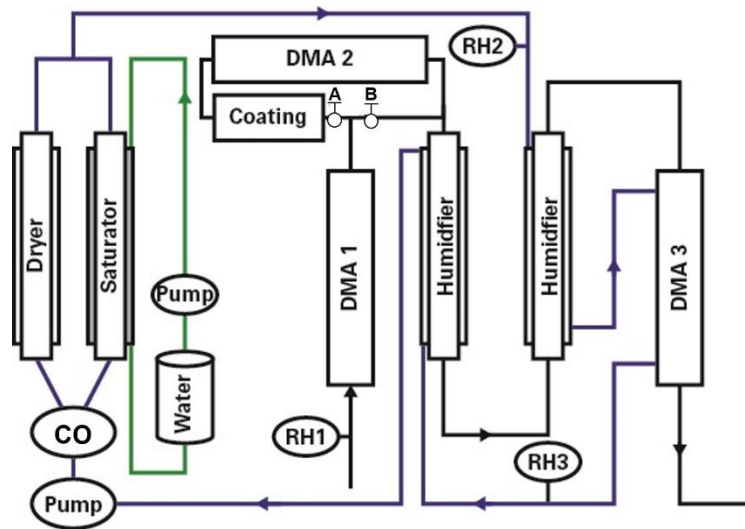 RH2
DMA 2
A
B
Coating
Dryer
Saturator
DMA 1
Humidfier
Humidfier
DMA 3
Pump
Water
CO
RH1
RH3
Pump